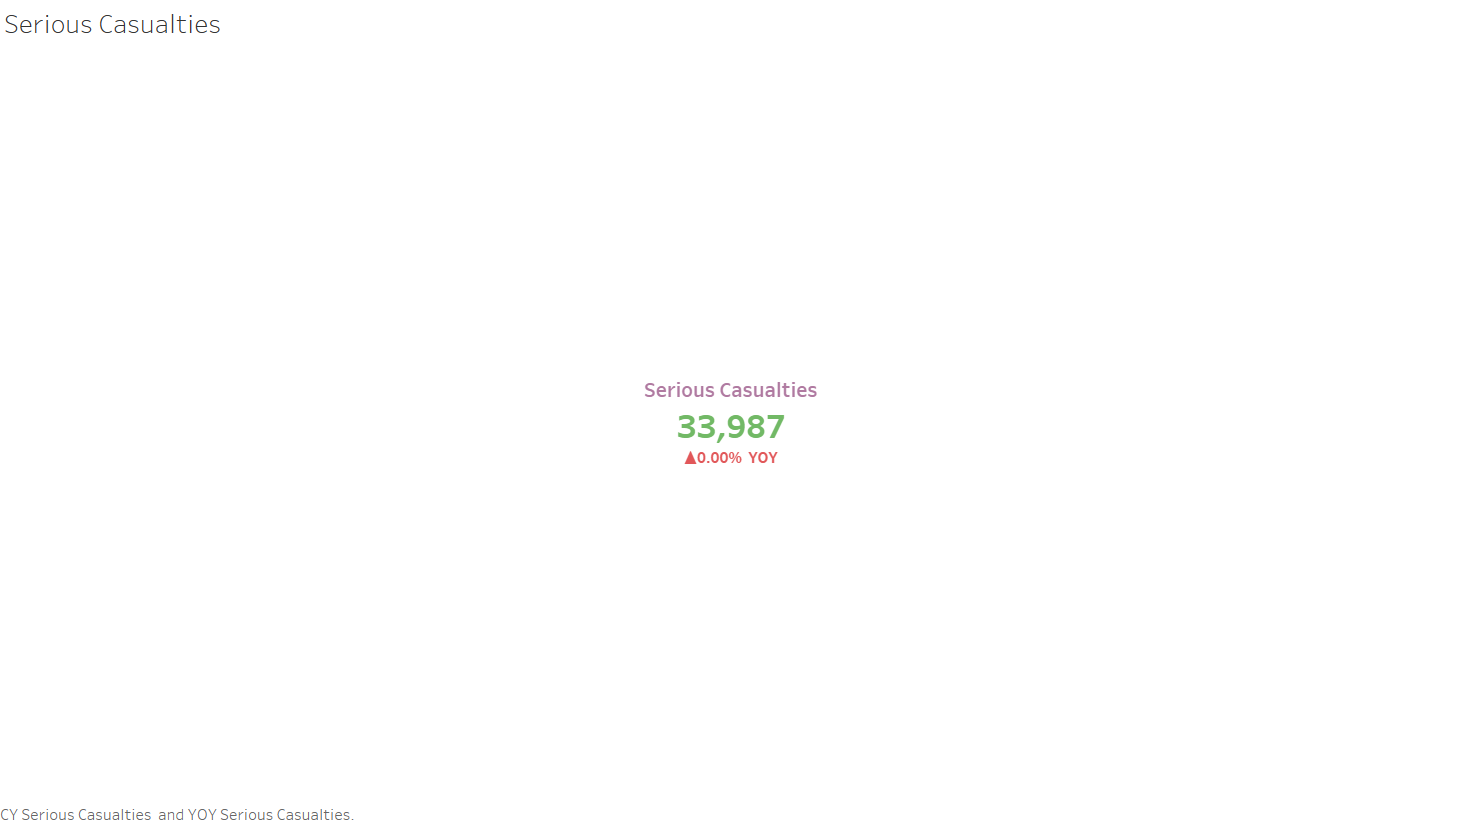 Serious Casualties
Serious Casualties
33,987
▲0.00% YOY
CY Serious Casualties and YOY Serious Casualties.